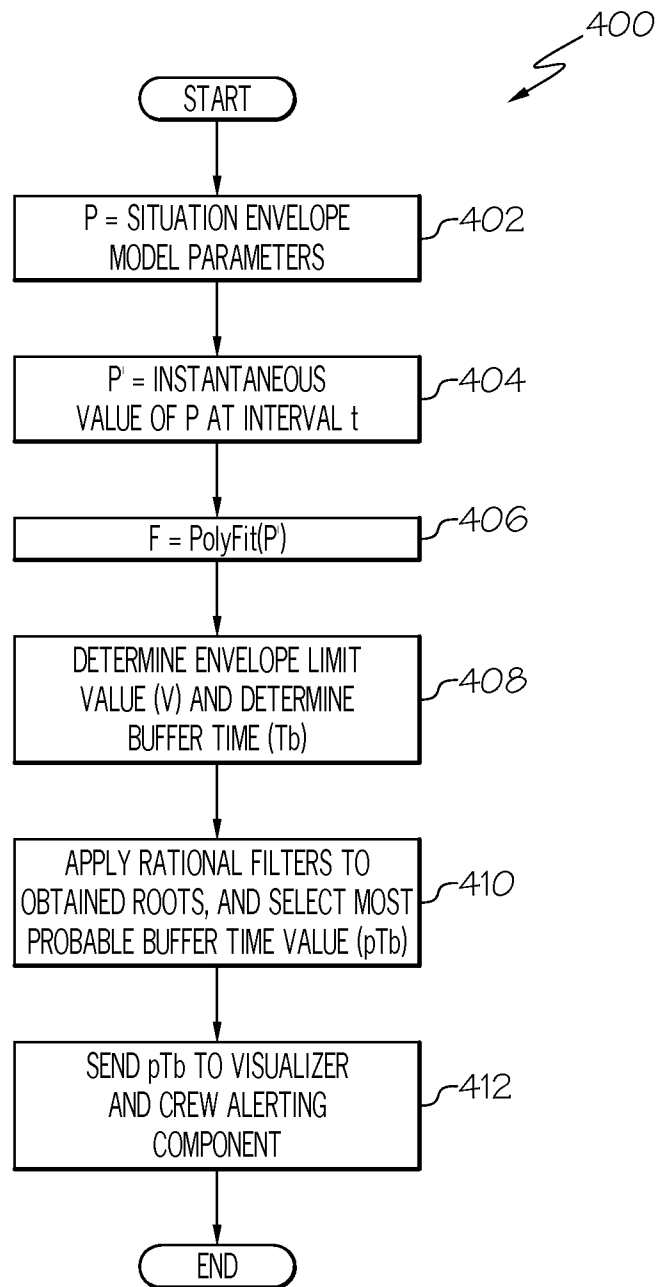 400
START
P = SITUATION ENVELOPE
MODEL PARAMETERS
402
P' = INSTANTANEOUS
VALUE OF P AT INTERVAL t
404
F = PolyFit(P')
406
DETERMINE ENVELOPE LIMIT
VALUE (V) AND DETERMINE
BUFFER TIME (Tb)
408
APPLY RATIONAL FILTERS TO
OBTAINED ROOTS, AND SELECT MOST
PROBABLE BUFFER TIME VALUE (pTb)
410
SEND pTb TO VISUALIZER
AND CREW ALERTING
COMPONENT
412
END